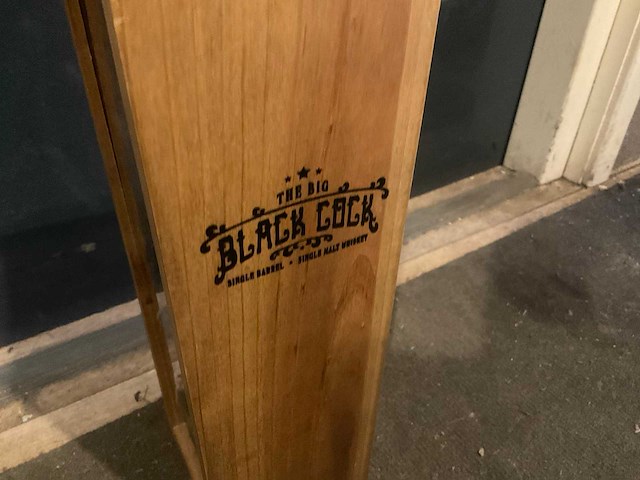 THE BIG
BLACK COCK
SINGLE BARREL • SINGLE MALT WHISKEY